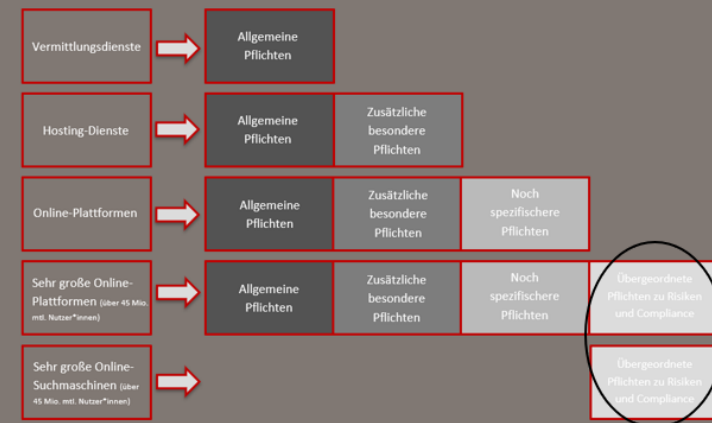 Vermittlungsdienste
Allgemeine
Pflichten
Hosting-Dienste
Allgemeine
Pflichten
Zusätzliche
besondere
Pflichten
Online-Plattformen
Allgemeine
Pflichten
Zusätzliche
besondere
Pflichten
Noch
spezifischere
Pflichten
Sehr große Online-
Plattformen (über 45 Mio.
mtl. Nutzer*innen)
Allgemeine
Pflichten
Zusätzliche
besondere
Pflichten
Noch
spezifischere
Pflichten
Übergeordnete
Pflichten zu Risiken
und Compliance
Sehr große Online-
Suchmaschinen (über
45 Mio. mtl. Nutzer*innen)
Übergeordnete
Pflichten zu Risiken
und Compliance